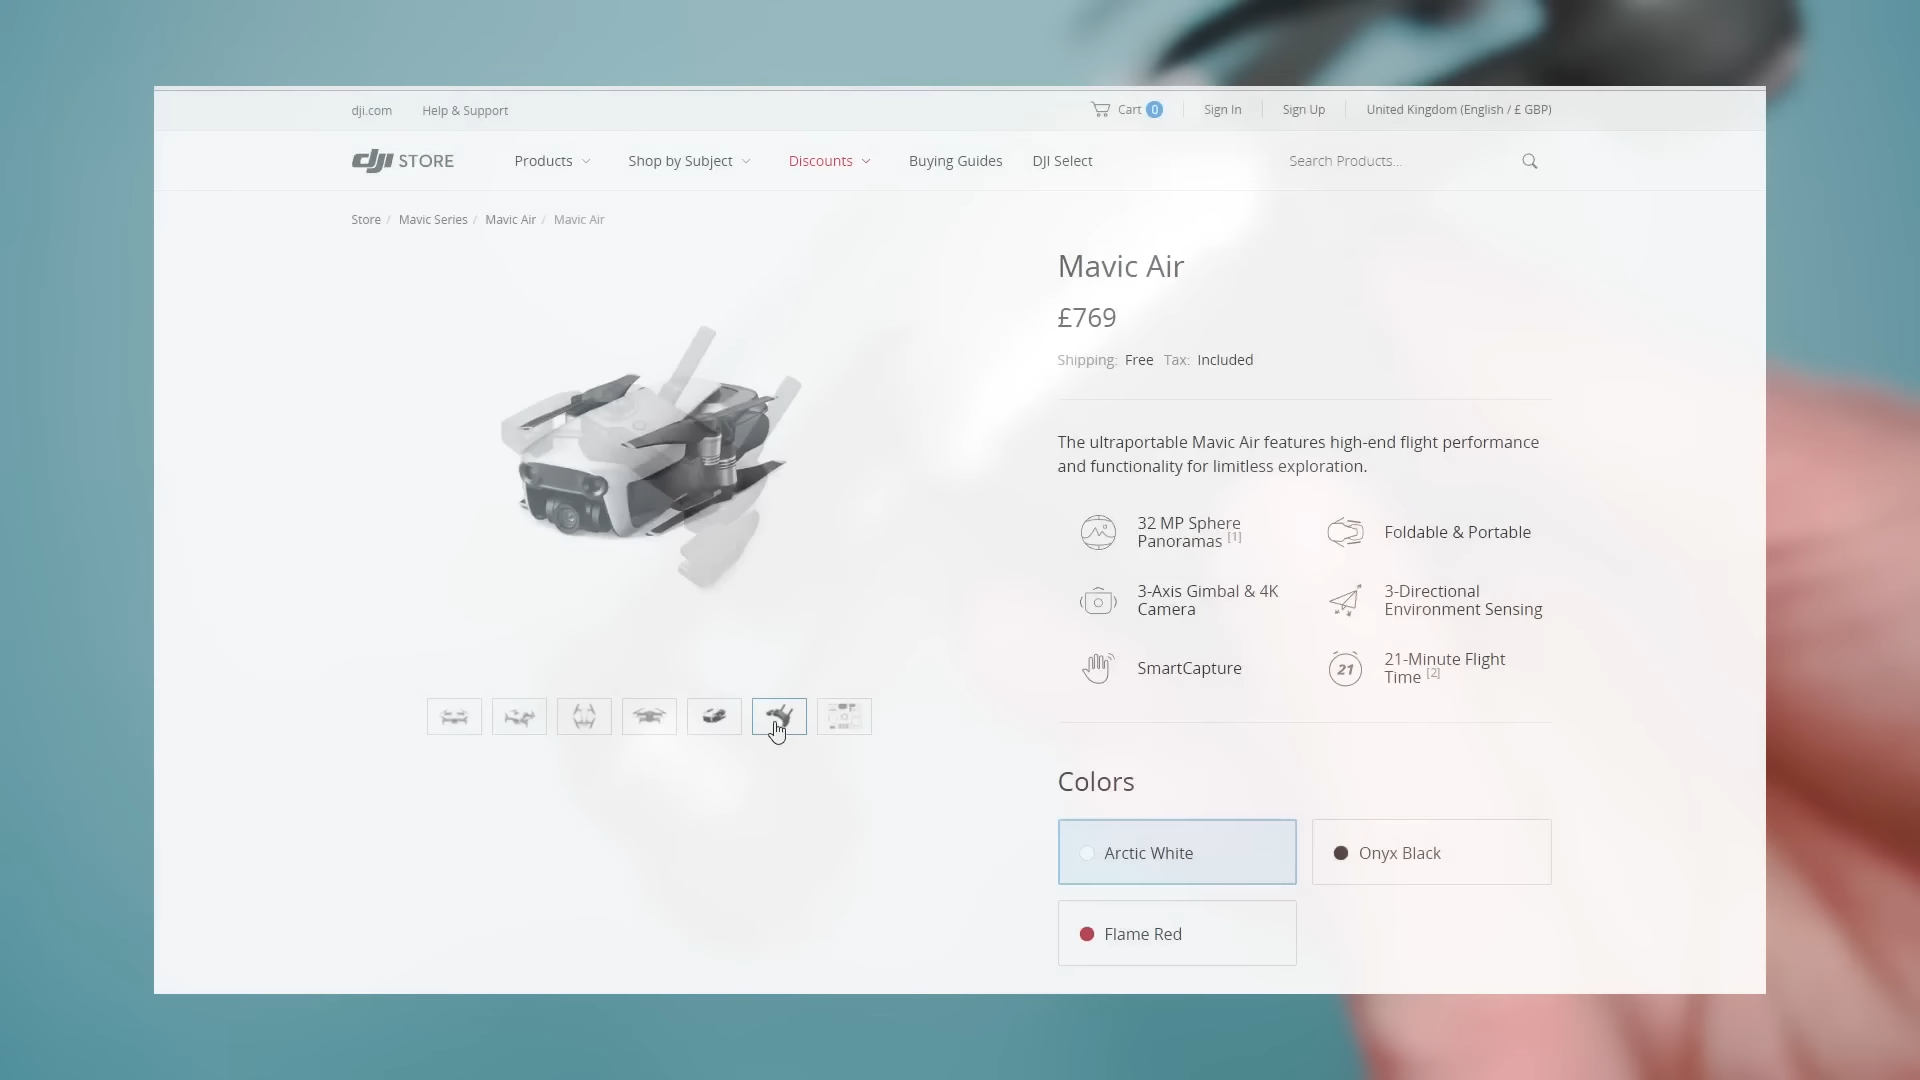 dji.com Help & Support Cart 0 Sign In Sign Up United Kingdom (English / £ GBP)
dji STORE Products Shop by Subject Discounts Buying Guides DJI Select Search Products...
Store / Mavic Series / Mavic Air / Mavic Air
Mavic Air
£769
Shipping: Free Tax: Included
The ultraportable Mavic Air features high-end flight performance
and functionality for limitless exploration.
32 MP Sphere
Panoramas [1]
Foldable & Portable
3-Axis Gimbal & 4K
Camera
3-Directional
Environment Sensing
SmartCapture
21
21-Minute Flight
Time [2]
Colors
Arctic White
Onyx Black
Flame Red